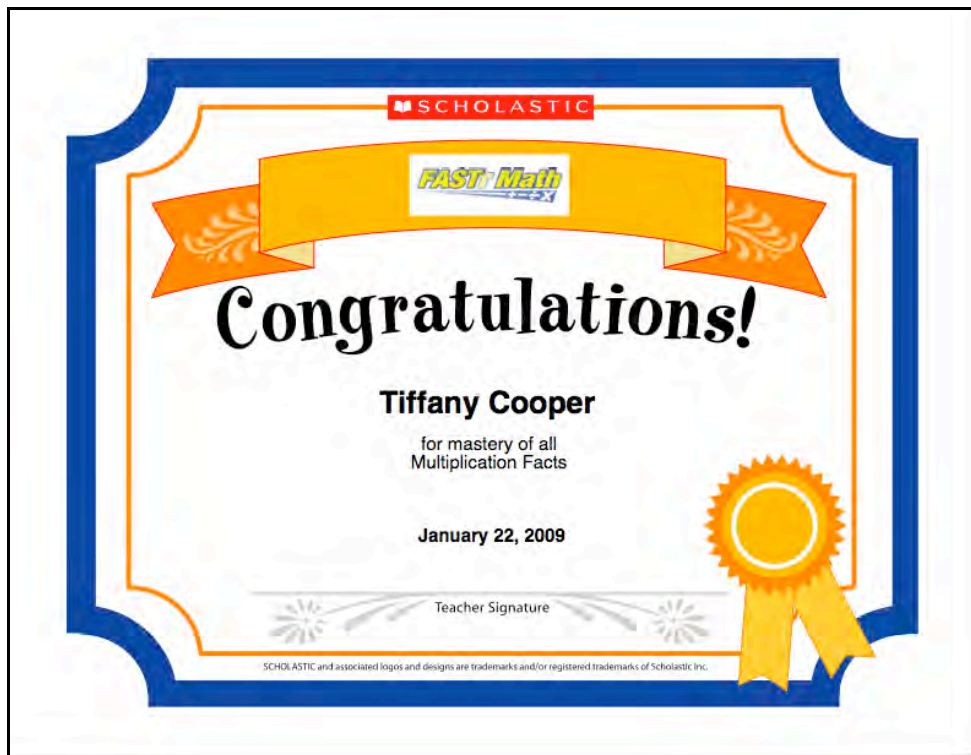 SCHOLASTIC
FASTt Math
+−÷x
Congratulations!
Tiffany Cooper
for mastery of all
Multiplication Facts
January 22, 2009
Teacher Signature
SCHOLASTIC and associated logos and designs are trademarks and/or registered trademarks of Scholastic Inc.